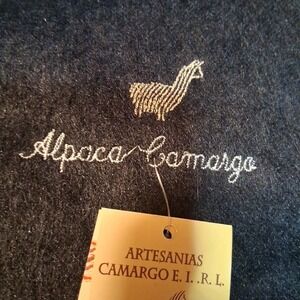 Alpaca Camargo
ARTESANIAS
CAMARGO E. I. .R. L.